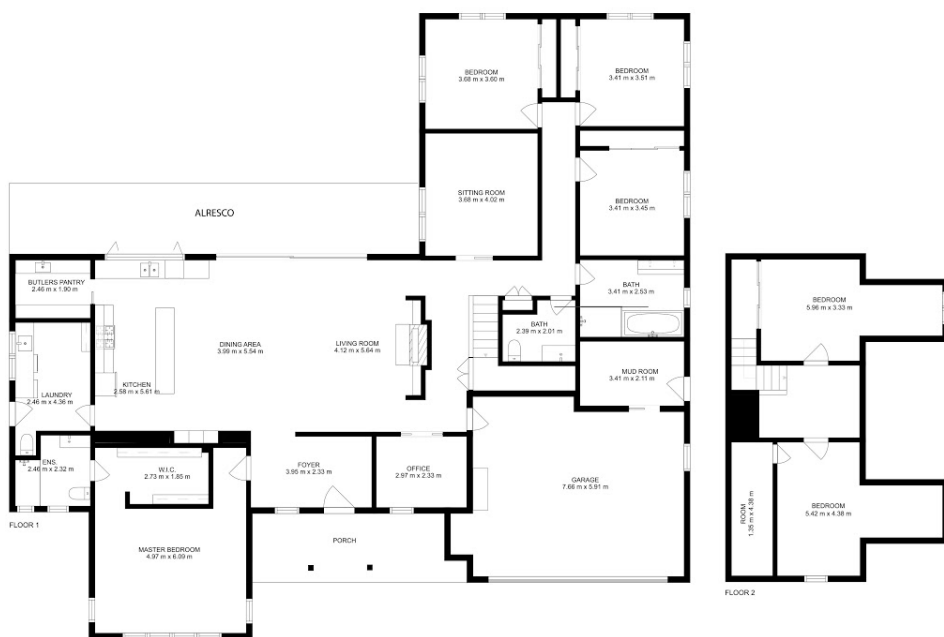 BEDROOM
3.68 m x 3.60 m
BEDROOM
3.41 m x 3.51 m
SITTING ROOM
3.68 m x 4.02 m
BEDROOM
3.41 m x 3.45 m
ALRESCO
BUTLERS PANTRY
2.46 m x 1.90 m
BATH
3.41 m x 2.53 m
BEDROOM
5.96 m x 3.33 m
BATH
2.39 m x 2.01 m
DINING AREA
3.99 m x 5.54 m
LIVING ROOM
4.12 m x 5.64 m
MUD ROOM
3.41 m x 2.11 m
KITCHEN
2.58 m x 5.61 m
LAUNDRY
2.46 m x 4.36 m
ENS
2.46 m x 2.32 m
W.I.C.
2.73 m x 1.85 m
FOYER
3.95 m x 2.33 m
OFFICE
2.97 m x 2.33 m
GARAGE
7.66 m x 5.91 m
ROOM
1.35 m x 4.38 m
BEDROOM
5.42 m x 4.38 m
FLOOR 1
PORCH
MASTER BEDROOM
4.97 m x 6.09 m
FLOOR 2